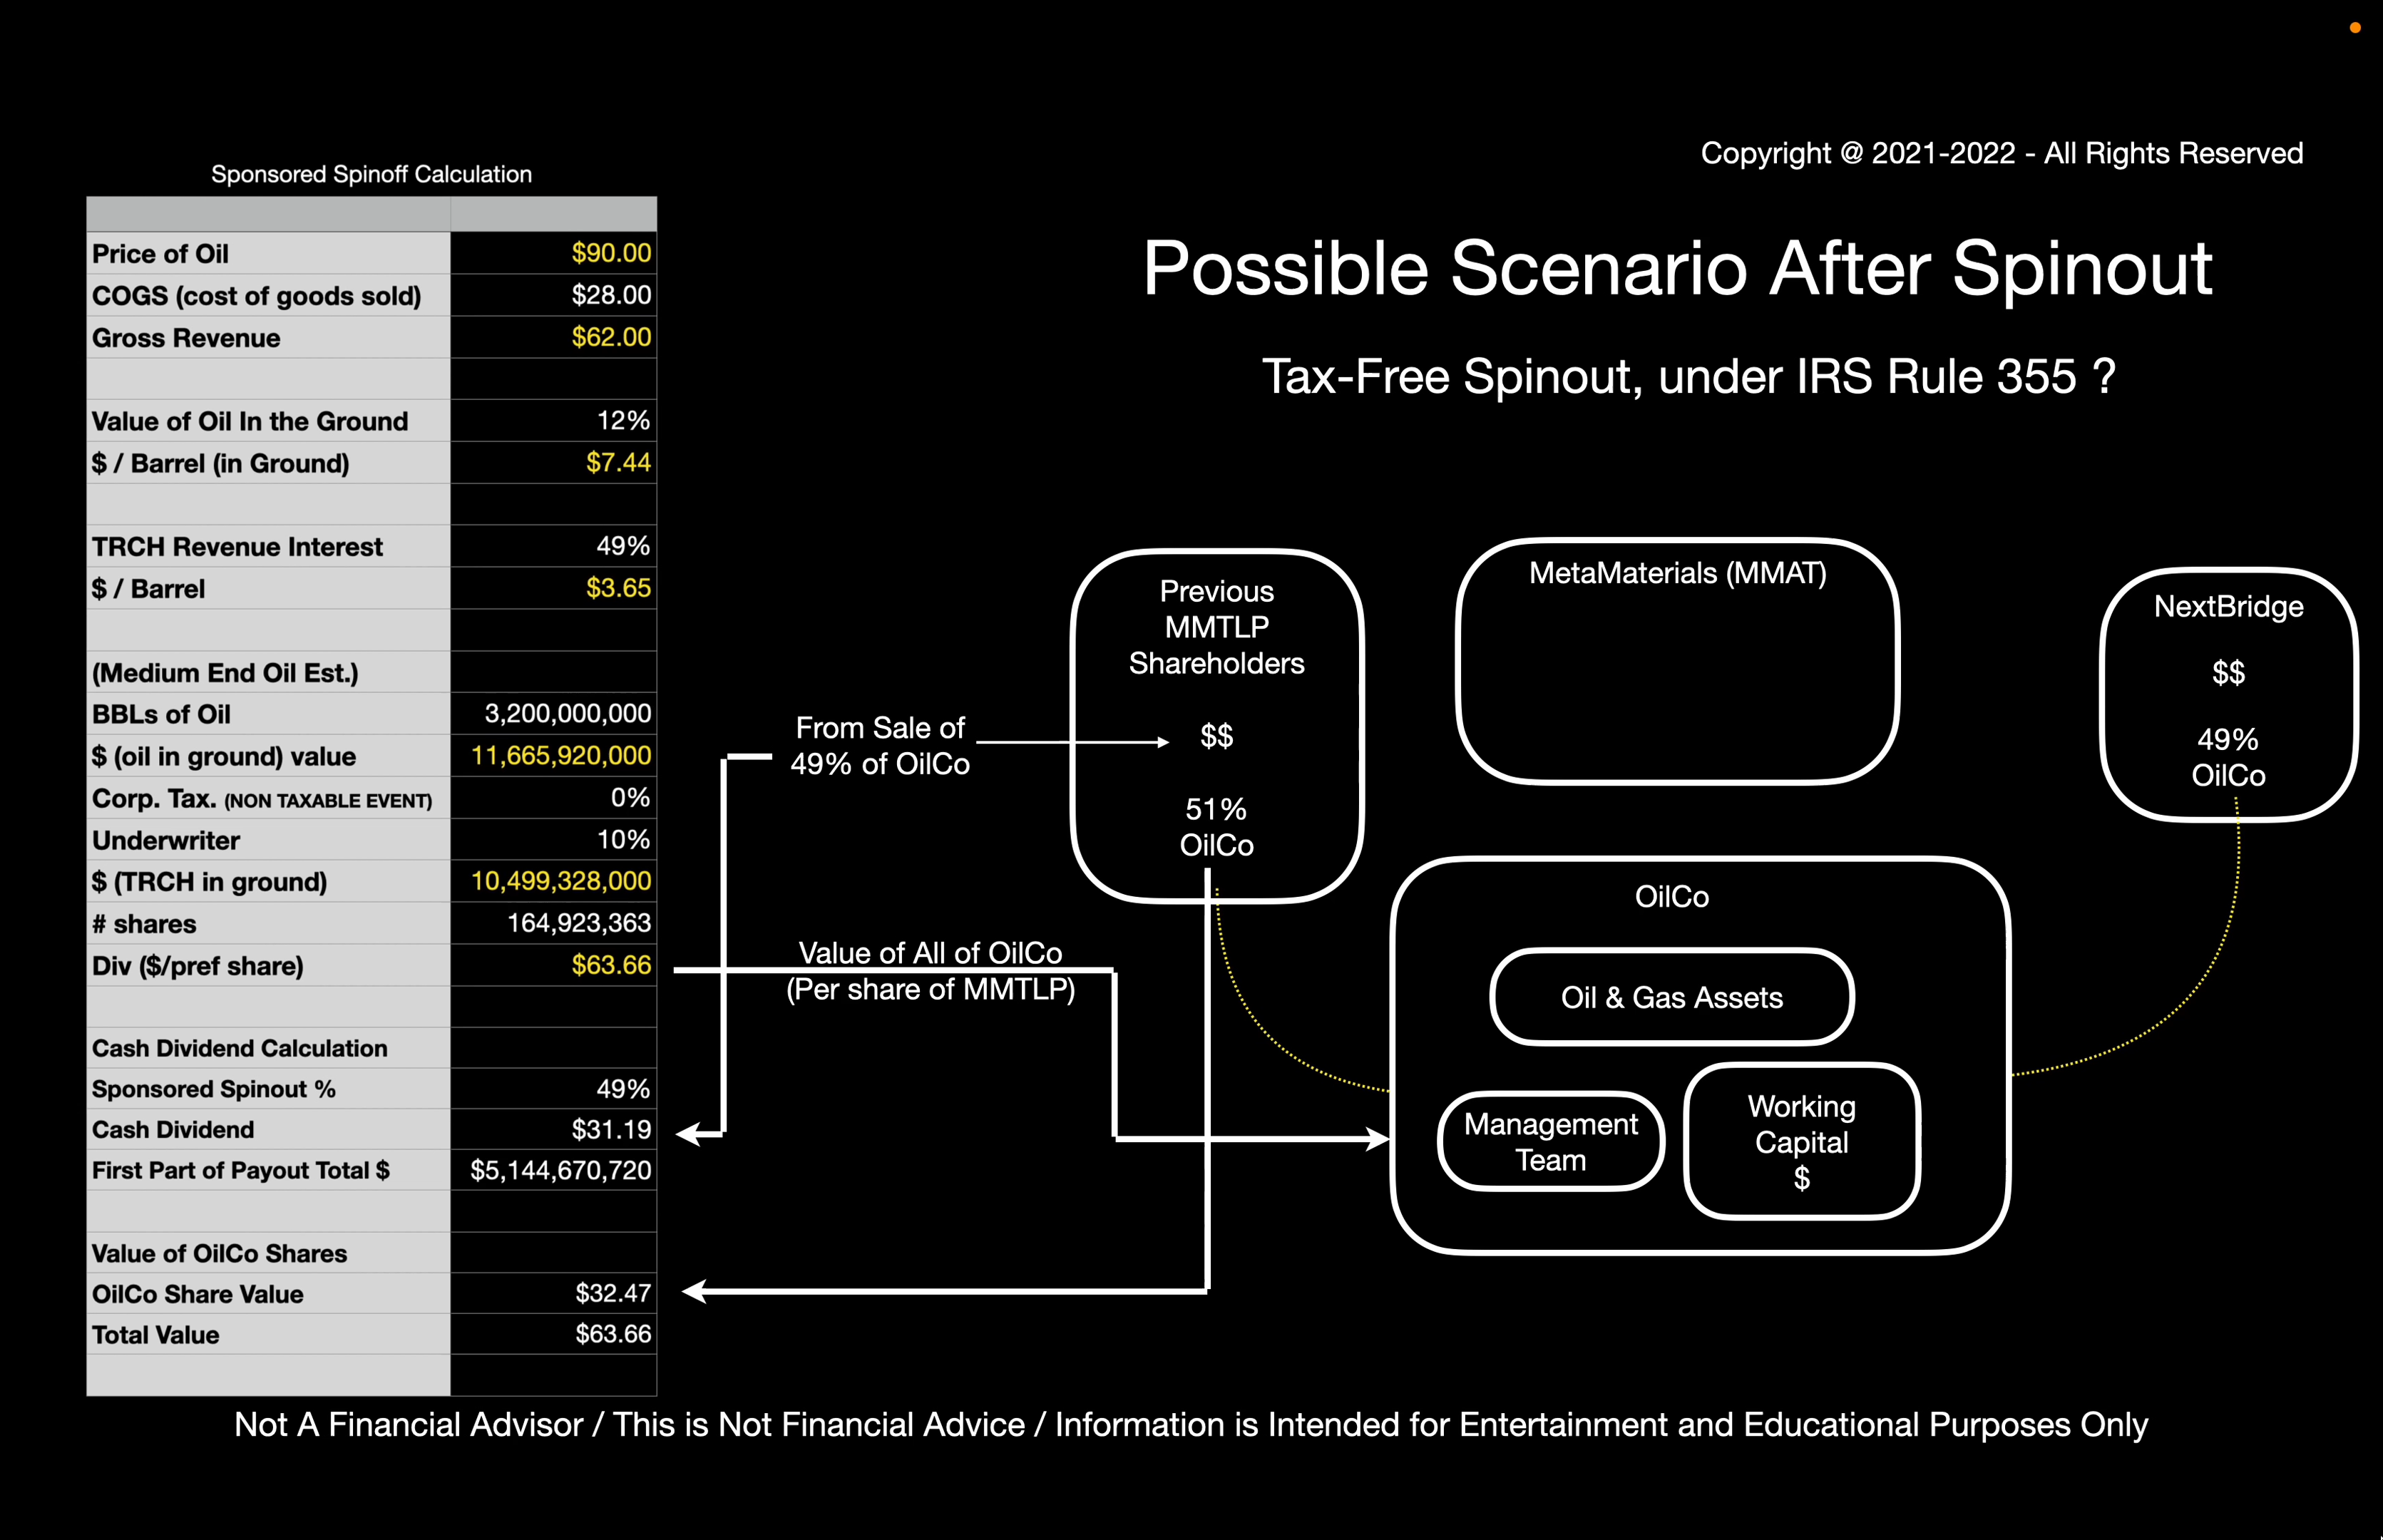 Copyright @ 2021-2022 - All Rights Reserved
Possible Scenario After Spinout
Tax-Free Spinout, under IRS Rule 355 ?
Sponsored Spinoff Calculation
Price of Oil $90.00
COGS (cost of goods sold) $28.00
Gross Revenue $62.00
Value of Oil In the Ground 12%
$ / Barrel (in Ground) $7.44
TRCH Revenue Interest 49%
$ / Barrel $3.65
(Medium End Oil Est.)
BBLs of Oil 3,200,000,000
$ (oil in ground) value 11,665,920,000
Corp. Tax. (NON TAXABLE EVENT) 0%
Underwriter 10%
$ (TRCH in ground) 10,499,328,000
# shares 164,923,363
Div ($/pref share) $63.66
Cash Dividend Calculation
Sponsored Spinout % 49%
Cash Dividend $31.19
First Part of Payout Total $ $5,144,670,720
Value of OilCo Shares
OilCo Share Value $32.47
Total Value $63.66
From Sale of
49% of OilCo
Value of All of OilCo
(Per share of MMTLP)
Previous
MMTLP
Shareholders
$$
51%
OilCo
MetaMaterials (MMAT)
NextBridge
$$
49%
OilCo
OilCo
Oil & Gas Assets
Management
Team
Working
Capital
$
Not A Financial Advisor / This is Not Financial Advice / Information is Intended for Entertainment and Educational Purposes Only